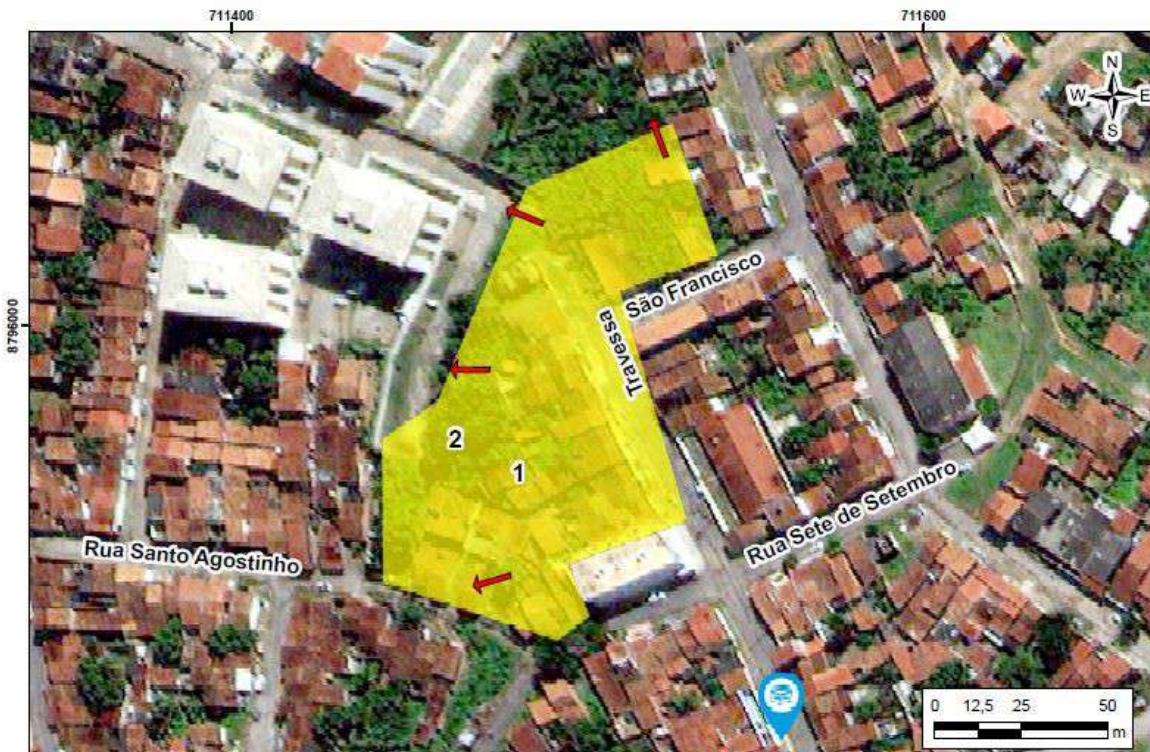 711400
711600
N
W
E
S
8796000
São Francisco
Travessa
2
1
Rua Santo Agostinho
Rua Sete de Setembro
0
12,5
25
50
m